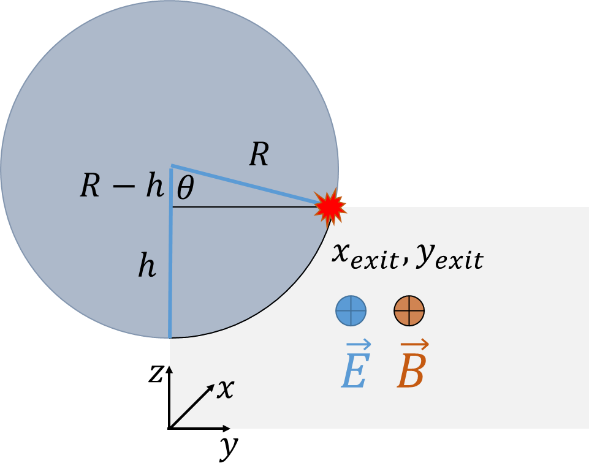 R
R − h
θ
h
x_exit, y_exit
E⃗ B⃗
z
x
y